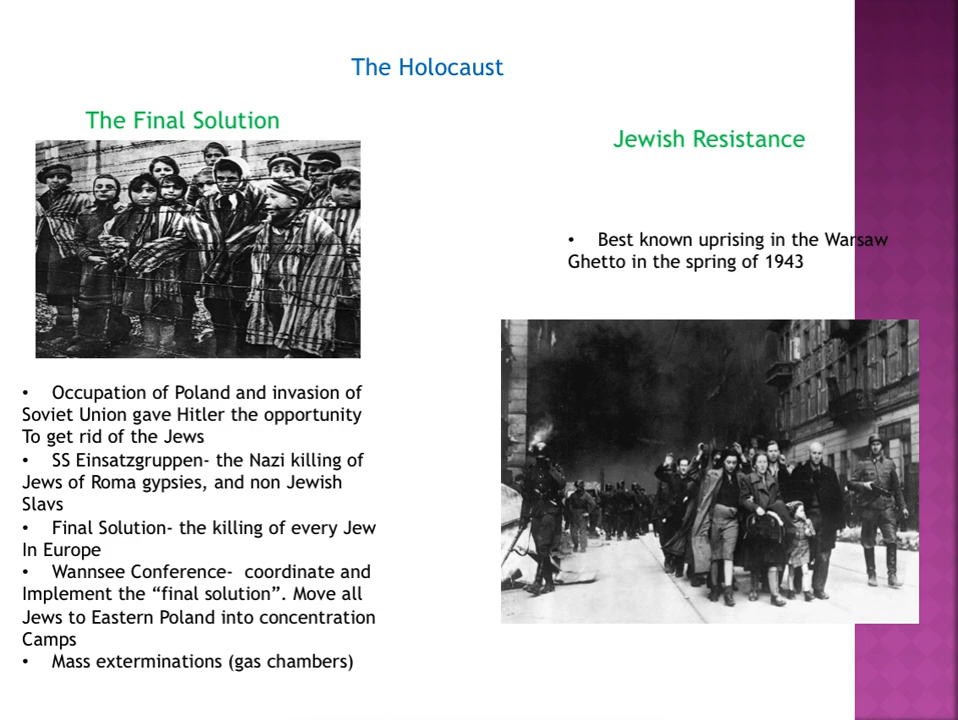 The Holocaust
The Final Solution
• Occupation of Poland and invasion of
Soviet Union gave Hitler the opportunity
To get rid of the Jews
• SS Einsatzgruppen- the Nazi killing of
Jews of Roma gypsies, and non Jewish
Slavs
• Final Solution- the killing of every Jew
In Europe
• Wannsee Conference- coordinate and
Implement the “final solution”. Move all
Jews to Eastern Poland into concentration
Camps
• Mass exterminations (gas chambers)
Jewish Resistance
• Best known uprising in the Warsaw
Ghetto in the spring of 1943